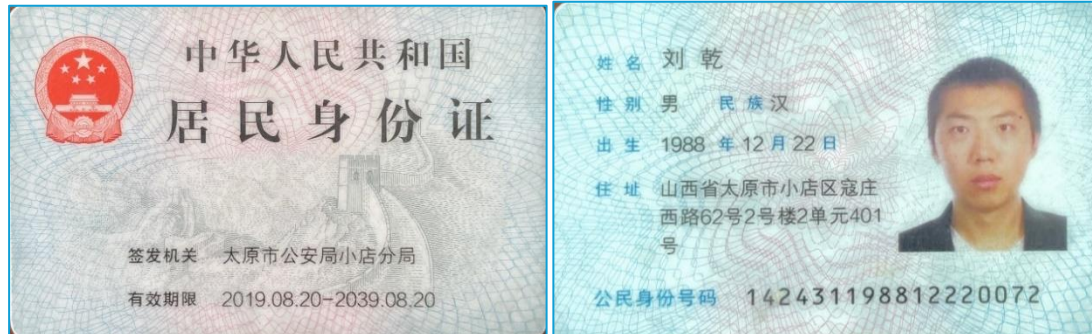 中华人民共和国
居民身份证
签发机关 太原市公安局小店分局
有效期限 2019.08.20-2039.08.20
姓名 刘乾
性别 男 民族 汉
出生 1988 年 12 月 22 日
住址 山西省太原市小店区寇庄
西路62号2号楼2单元401
号
公民身份号码 142431198812220072